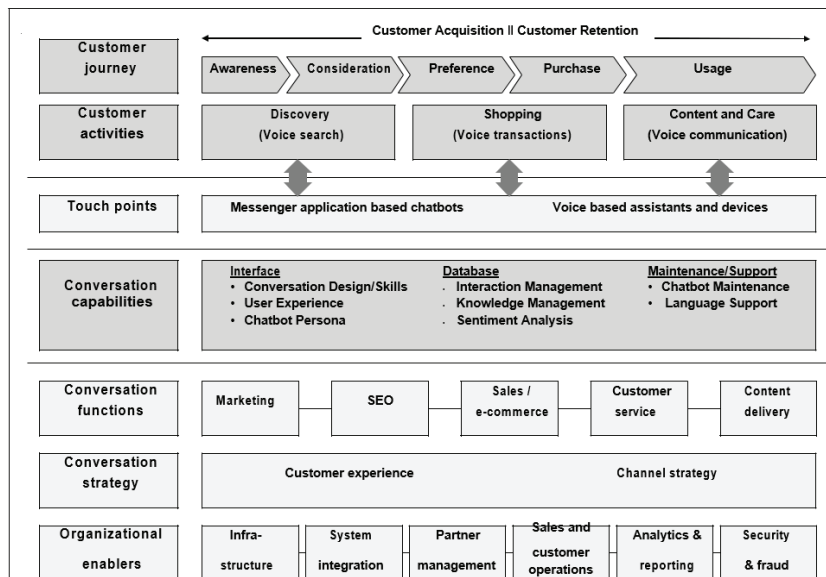 Customer Acquisition ll Customer Retention
Customer
journey
Awareness
Consideration
Preference
Purchase
Usage
Customer
activities
Discovery
(Voice search)
Shopping
(Voice transactions)
Content and Care
(Voice communication)
Touch points
Messenger application based chatbots
Voice based assistants and devices
Conversation
capabilities
Interface
• Conversation Design/Skills
• User Experience
• Chatbot Persona
Database
. Interaction Management
. Knowledge Management
. Sentiment Analysis
Maintenance/Support
• Chatbot Maintenance
• Language Support
Conversation
functions
Marketing
SEO
Sales /
e-commerce
Customer
service
Content
delivery
Conversation
strategy
Customer experience
Channel strategy
Organizational
enablers
Infra-
structure
System
integration
Partner
management
Sales and
customer
operations
Analytics &
reporting
Security
& fraud